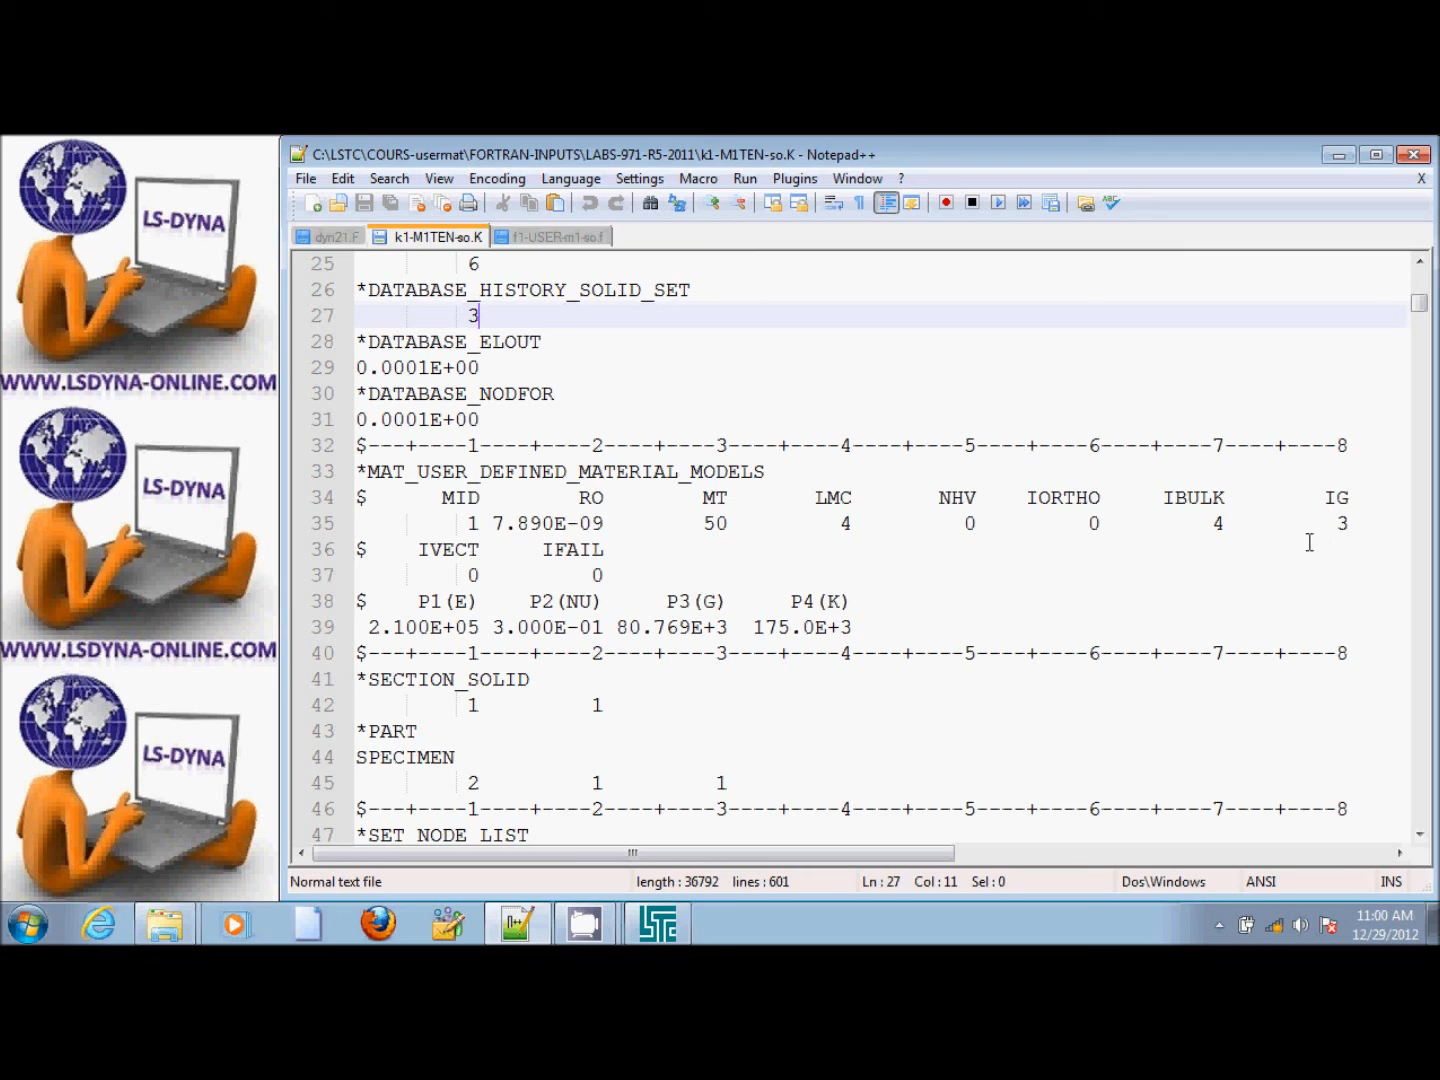 C:\LSTC\COURS-usermat\FORTRAN-INPUTS\LABS-971-R5-2011\k1-M1TEN-so.K - Notepad++
File Edit Search View Encoding Language Settings Macro Run Plugins Window ? X
dyn21.F k1-M1TEN-so.K f1-USER-m1-so.f
25 6
26 *DATABASE_HISTORY_SOLID_SET
27 3
28 *DATABASE_ELOUT
29 0.0001E+00
30 *DATABASE_NODFOR
31 0.0001E+00
32 $---+----1----+----2----+----3----+----4----+----5----+----6----+----7----+----8
33 *MAT_USER_DEFINED_MATERIAL_MODELS
34 $ MID RO MT LMC NHV IORTHO IBULK IG
35 1 7.890E-09 50 4 0 0 4 3
36 $ IVECT IFAIL
37 0 0
38 $ P1(E) P2(NU) P3(G) P4(K)
39 2.100E+05 3.000E-01 80.769E+3 175.0E+3
40 $---+----1----+----2----+----3----+----4----+----5----+----6----+----7----+----8
41 *SECTION_SOLID
42 1 1
43 *PART
44 SPECIMEN
45 2 1 1
46 $---+----1----+----2----+----3----+----4----+----5----+----6----+----7----+----8
47 *SET NODE LIST
Normal text file length : 36792 lines : 601 Ln : 27 Col : 11 Sel : 0 Dos\Windows ANSI INS
11:00 AM
12/29/2012
LS-DYNA
WWW.LSDYNA-ONLINE.COM
LS-DYNA
WWW.LSDYNA-ONLINE.COM
LS-DYNA